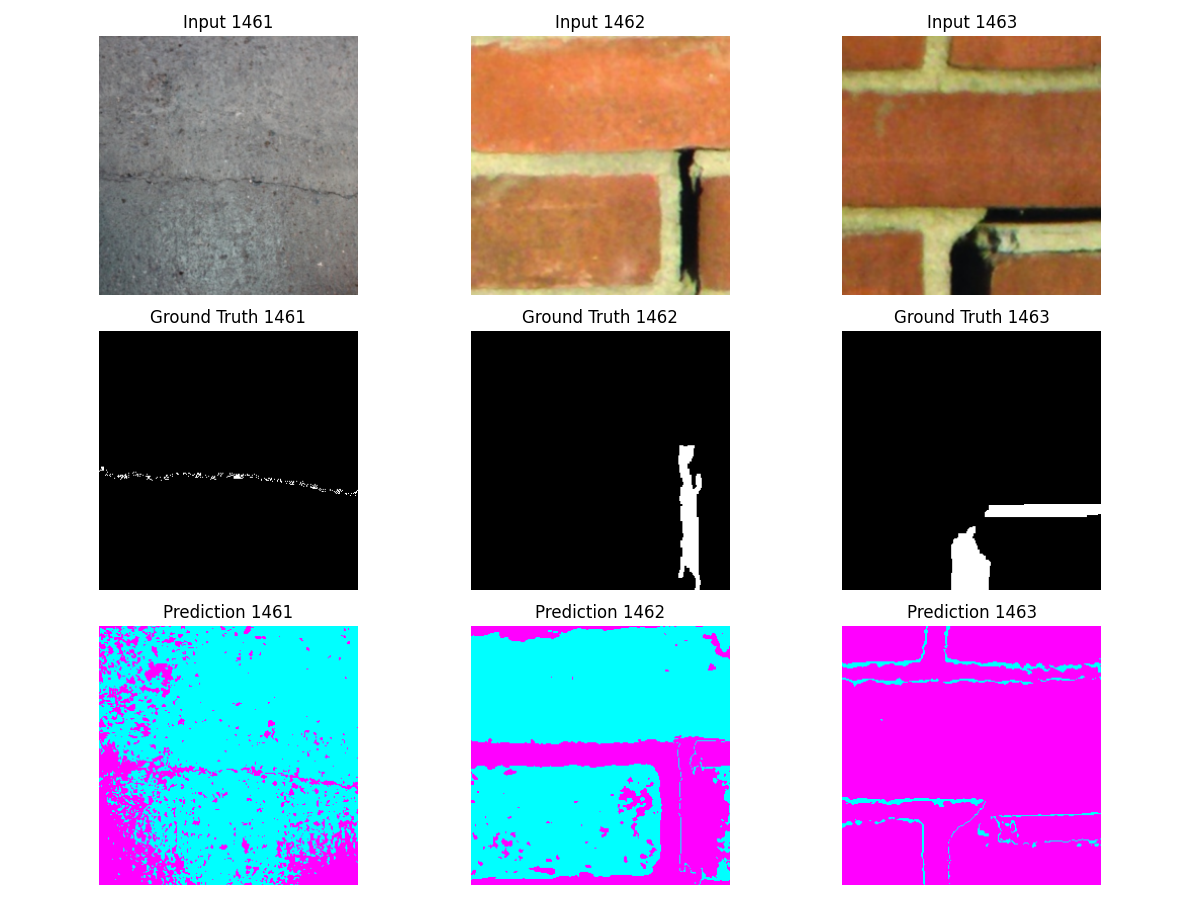 Input 1461
Input 1462
Input 1463
Ground Truth 1461
Ground Truth 1462
Ground Truth 1463
Prediction 1461
Prediction 1462
Prediction 1463